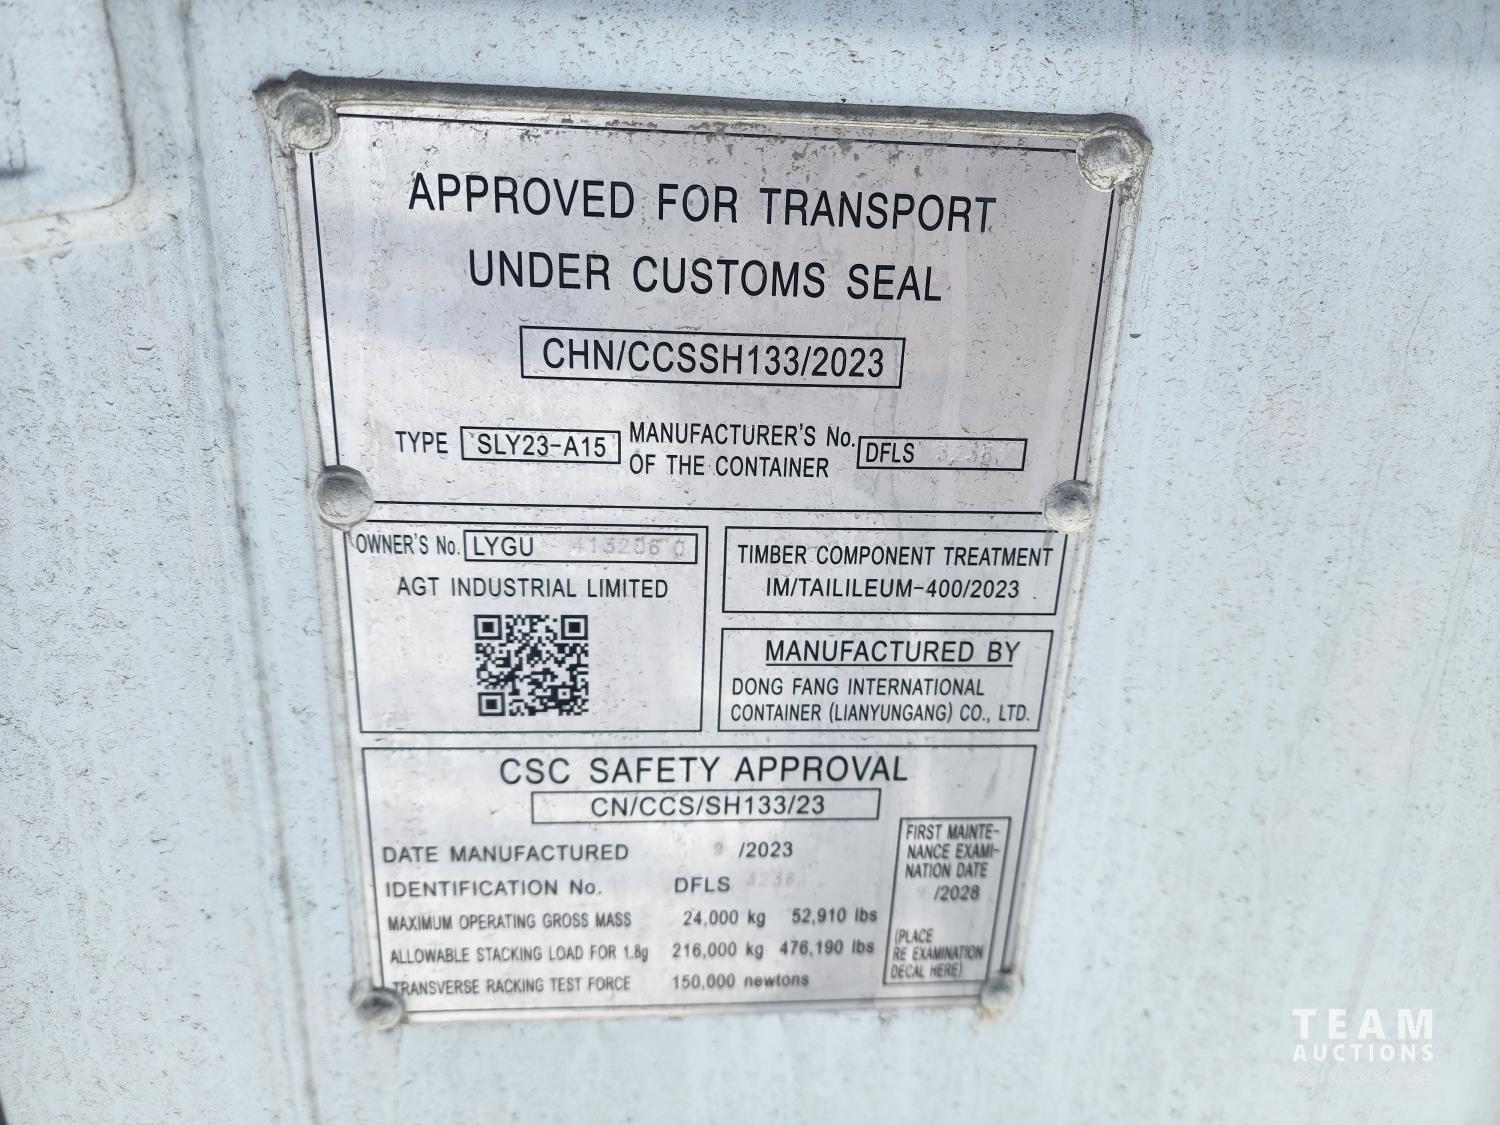 APPROVED FOR TRANSPORT
UNDER CUSTOMS SEAL
CHN/CCSSH133/2023
TYPE SLY23-A15 MANUFACTURER'S No. OF THE CONTAINER DFLS
OWNER'S No. LYGU 413206 0
AGT INDUSTRIAL LIMITED
TIMBER COMPONENT TREATMENT
IM/TAILILEUM-400/2023
MANUFACTURED BY
DONG FANG INTERNATIONAL
CONTAINER (LIANYUNGANG) CO., LTD.
CSC SAFETY APPROVAL
CN/CCS/SH133/23
DATE MANUFACTURED 9 /2023
IDENTIFICATION No. DFLS
MAXIMUM OPERATING GROSS MASS 24,000 kg 52,910 lbs
ALLOWABLE STACKING LOAD FOR 1.8g 216,000 kg 476,190 lbs
TRANSVERSE RACKING TEST FORCE 150,000 newtons
FIRST MAINTE-
NANCE EXAMI-
NATION DATE
/2028
(PLACE
RE EXAMINATION
DECAL HERE)
TEAM
AUCTIONS